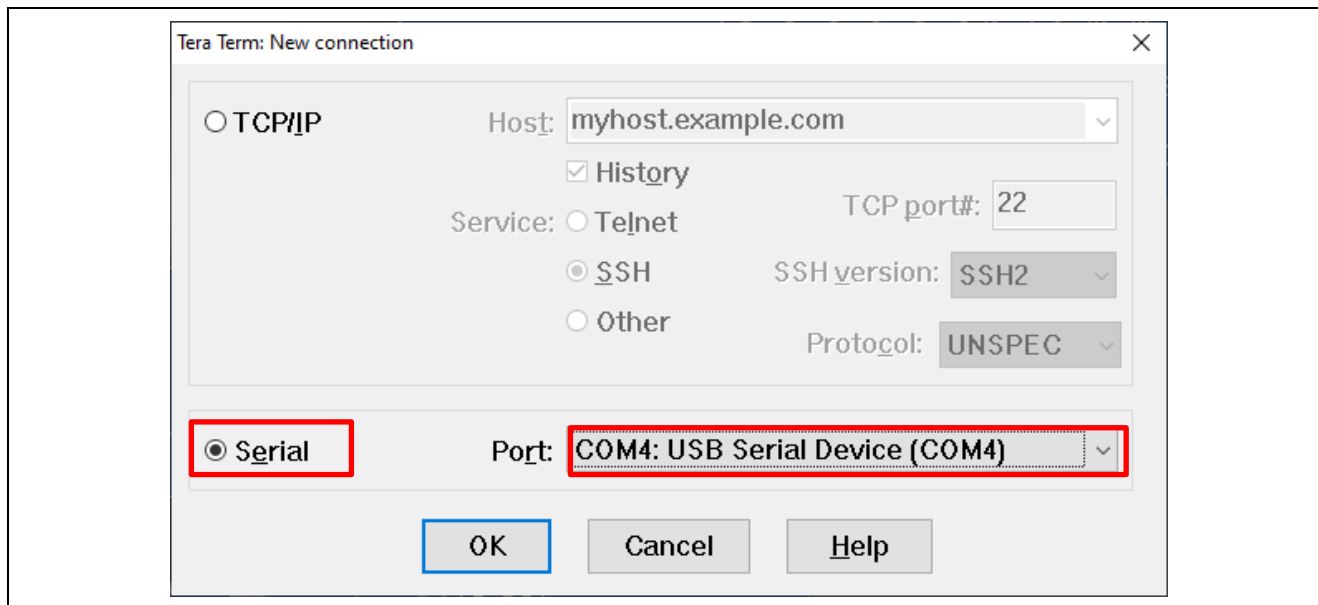 Tera Term: New connection
TCP/IP Host: myhost.example.com
History
TCP port#: 22
Service: Telnet
SSH SSH version: SSH2
Other
Protocol: UNSPEC
Serial Port: COM4: USB Serial Device (COM4)
OK Cancel Help